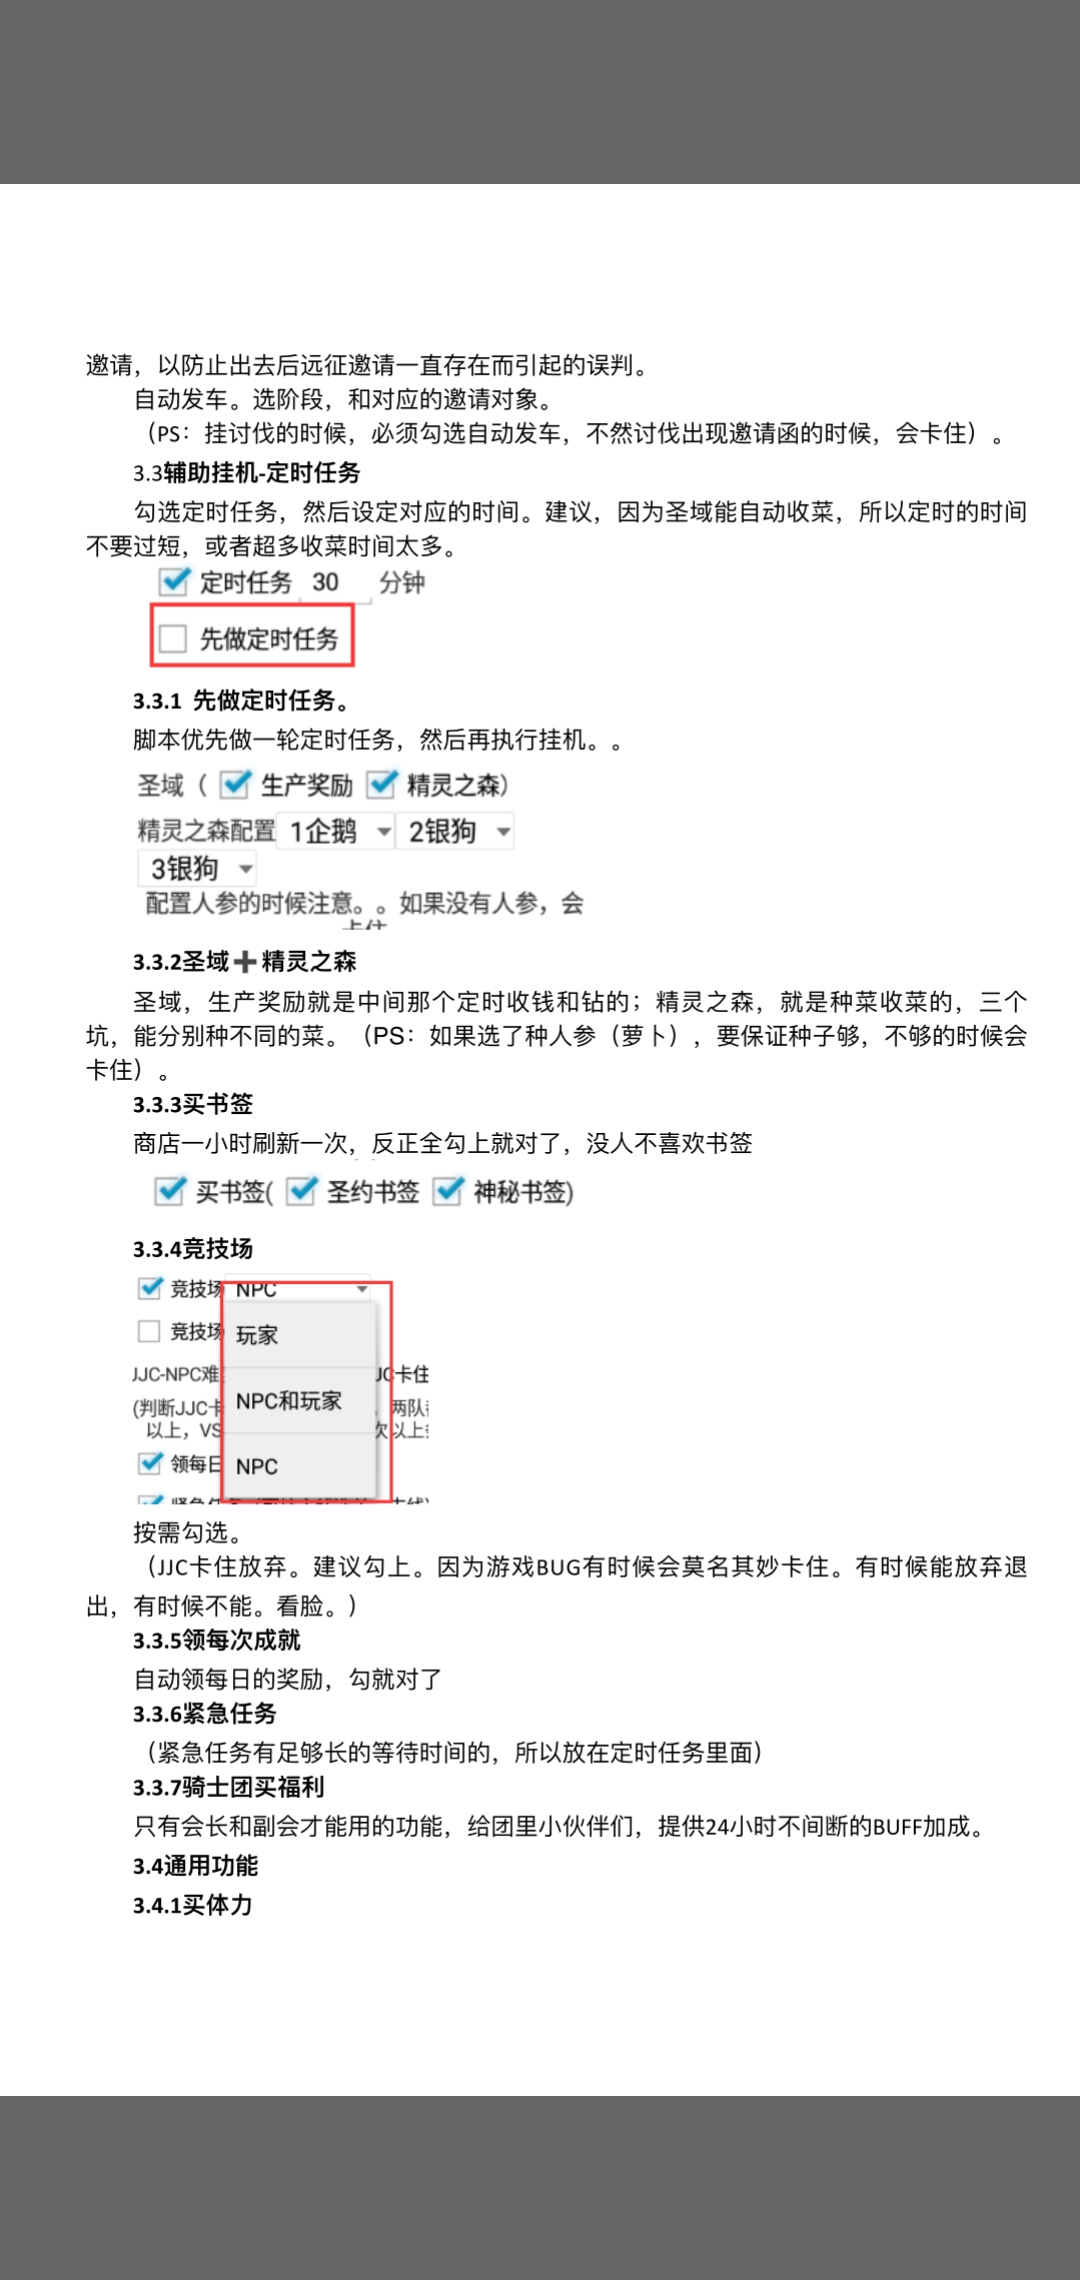 邀请，以防止出去后远征邀请一直存在而引起的误判。
自动发车。选阶段，和对应的邀请对象。
（PS：挂讨伐的时候，必须勾选自动发车，不然讨伐出现邀请函的时候，会卡住）。
3.3辅助挂机-定时任务
勾选定时任务，然后设定对应的时间。建议，因为圣域能自动收菜，所以定时的时间
不要过短，或者超多收菜时间太多。
定时任务 30 分钟
先做定时任务
3.3.1 先做定时任务。
脚本优先做一轮定时任务，然后再执行挂机。。
圣域（ 生产奖励 精灵之森）
精灵之森配置 1企鹅 2银狗
3银狗
配置人参的时候注意。。如果没有人参，会
卡住
3.3.2圣域➕精灵之森
圣域，生产奖励就是中间那个定时收钱和钻的；精灵之森，就是种菜收菜的，三个
坑，能分别种不同的菜。（PS：如果选了种人参（萝卜），要保证种子够，不够的时候会
卡住）。
3.3.3买书签
商店一小时刷新一次，反正全勾上就对了，没人不喜欢书签
买书签( 圣约书签 神秘书签)
3.3.4竞技场
竞技场 NPC
竞技场 玩家
JJC-NPC难 JC卡住
(判断JJC卡 NPC和玩家 两队
以上，VS 次以上
领每日 NPC
按需勾选。
（JJC卡住放弃。建议勾上。因为游戏BUG有时候会莫名其妙卡住。有时候能放弃退
出，有时候不能。看脸。）
3.3.5领每次成就
自动领每日的奖励，勾就对了
3.3.6紧急任务
（紧急任务有足够长的等待时间的，所以放在定时任务里面）
3.3.7骑士团买福利
只有会长和副会才能用的功能，给团里小伙伴们，提供24小时不间断的BUFF加成。
3.4通用功能
3.4.1买体力